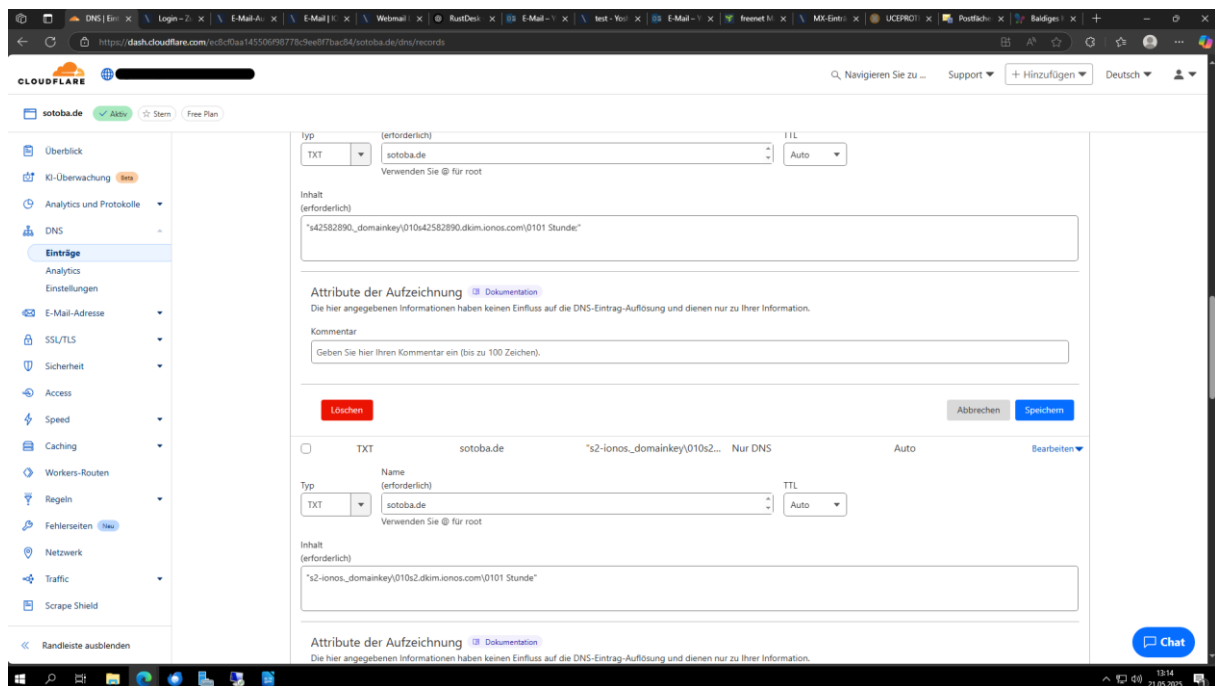 DNS | Ein
Login – Z
E-Mail-Au
E-Mail | IO
Webmail |
RustDesk
E-Mail – V
test - Yos
E-Mail – V
freenet M
MX-Eintr
UCEPROT
Postfäche
Baldiges
https://dash.cloudflare.com/ec8cf0aa145506f98778c9ee8f7bac84/sotoba.de/dns/records
CLOUDFLARE
Navigieren Sie zu ...
Support
+ Hinzufügen
Deutsch
sotoba.de
Aktiv
Stern
Free Plan
Überblick
KI-Überwachung Beta
Analytics und Protokolle
DNS
Einträge
Analytics
Einstellungen
E-Mail-Adresse
SSL/TLS
Sicherheit
Access
Speed
Caching
Workers-Routen
Regeln
Fehlerseiten Neu
Netzwerk
Traffic
Scrape Shield
Randleiste ausblenden
Typ (erforderlich) TTL
TXT sotoba.de Auto
Verwenden Sie @ für root
Inhalt
(erforderlich)
"s42582890._domainkey\010s42582890.dkim.ionos.com\0101 Stunde;"
Attribute der Aufzeichnung Dokumentation
Die hier angegebenen Informationen haben keinen Einfluss auf die DNS-Eintrag-Auflösung und dienen nur zu Ihrer Information.
Kommentar
Geben Sie hier Ihren Kommentar ein (bis zu 100 Zeichen).
Löschen Abbrechen Speichern
TXT sotoba.de "s2-ionos._domainkey\010s2... Nur DNS Auto Bearbeiten
Name
Typ (erforderlich) TTL
TXT sotoba.de Auto
Verwenden Sie @ für root
Inhalt
(erforderlich)
"s2-ionos._domainkey\010s2.dkim.ionos.com\0101 Stunde"
Attribute der Aufzeichnung Dokumentation
Die hier angegebenen Informationen haben keinen Einfluss auf die DNS-Eintrag-Auflösung und dienen nur zu Ihrer Information.
Chat
13:14
21.05.2025